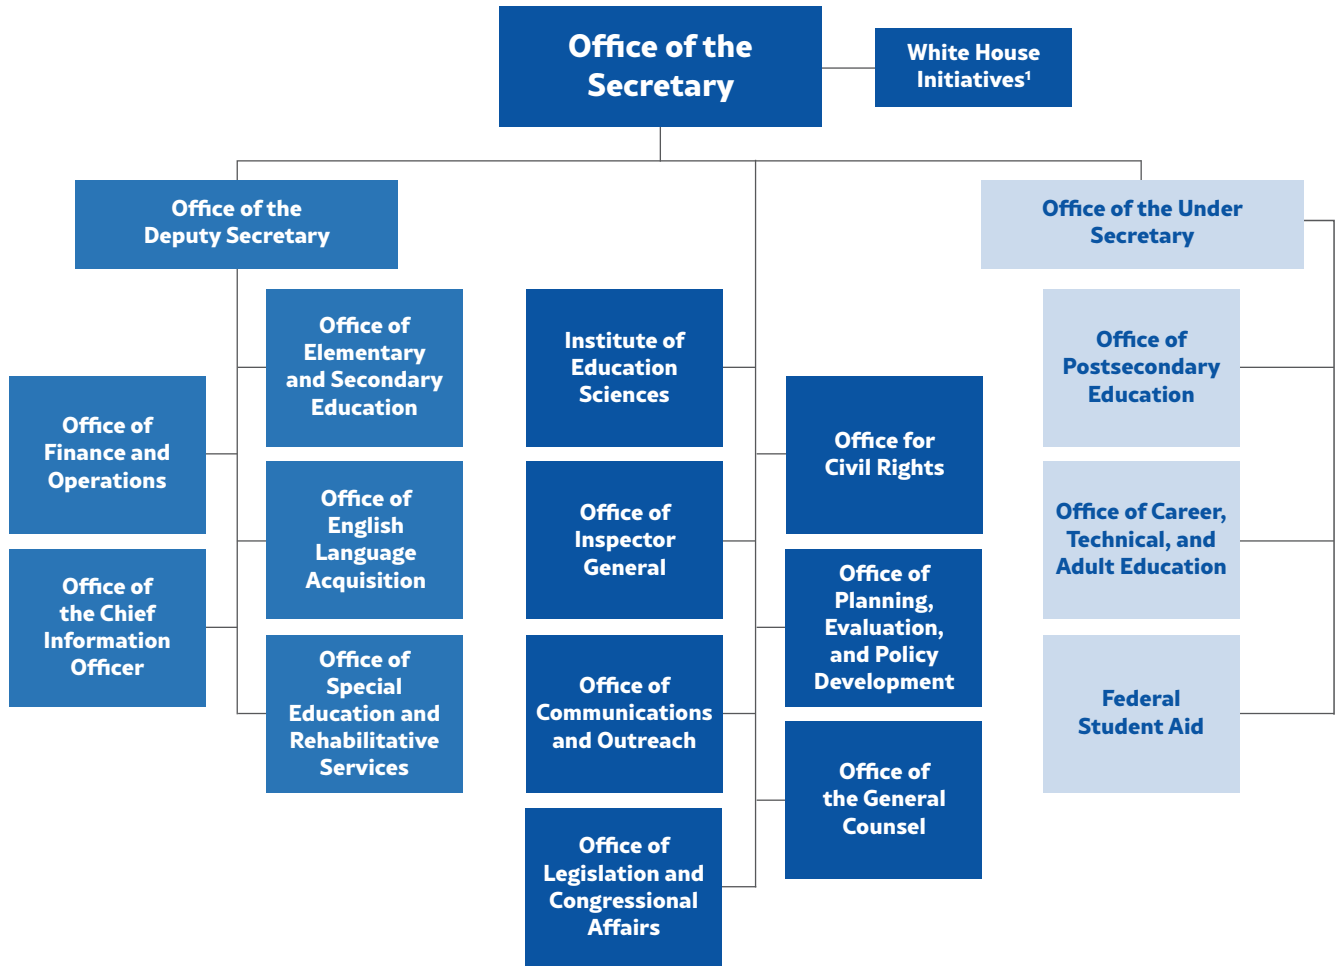 Office of the
Secretary
White House
Initiatives¹
Office of the
Deputy Secretary
Office of the Under
Secretary
Office of
Elementary
and Secondary
Education
Institute of
Education
Sciences
Office of
Postsecondary
Education
Office of
Finance and
Operations
Office for
Civil Rights
Office of
English
Language
Acquisition
Office of
Inspector
General
Office of Career,
Technical, and
Adult Education
Office of
the Chief
Information
Officer
Office of
Planning,
Evaluation,
and Policy
Development
Office of
Special
Education and
Rehabilitative
Services
Office of
Communications
and Outreach
Federal
Student Aid
Office of
the General
Counsel
Office of
Legislation and
Congressional
Affairs